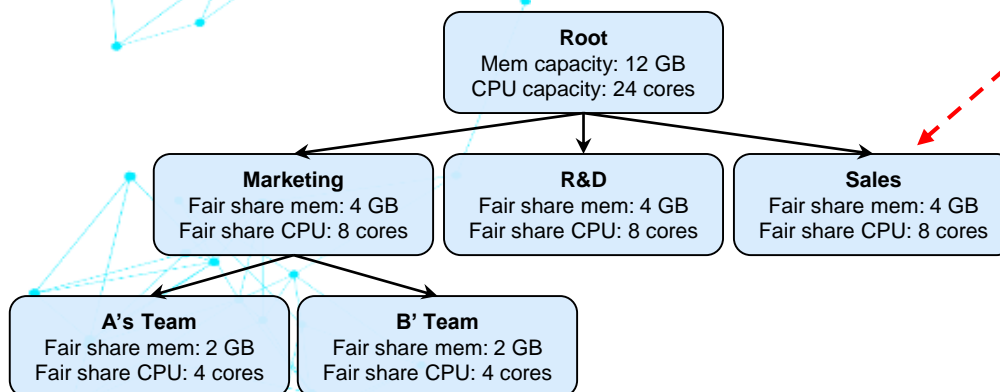 Root
Mem capacity: 12 GB
CPU capacity: 24 cores
Marketing
Fair share mem: 4 GB
Fair share CPU: 8 cores
R&D
Fair share mem: 4 GB
Fair share CPU: 8 cores
Sales
Fair share mem: 4 GB
Fair share CPU: 8 cores
A's Team
Fair share mem: 2 GB
Fair share CPU: 4 cores
B' Team
Fair share mem: 2 GB
Fair share CPU: 4 cores